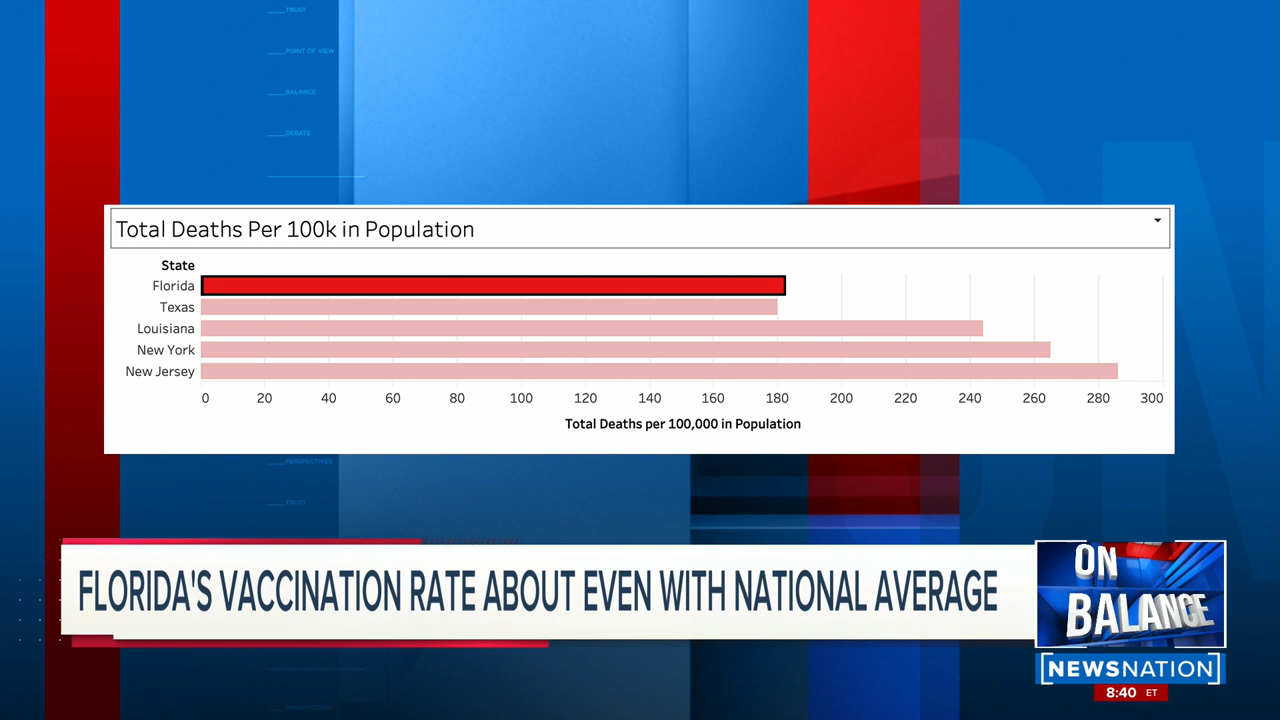 TRUST
POINT OF VIEW
BALANCE
DEBATE
Total Deaths Per 100k in Population
State
Florida
Texas
Louisiana
New York
New Jersey
0 20 40 60 80 100 120 140 160 180 200 220 240 260 280 300
Total Deaths per 100,000 in Population
PERSPECTIVES
TRUST
FLORIDA'S VACCINATION RATE ABOUT EVEN WITH NATIONAL AVERAGE
ON
BALANCE
NEWSNATION
8:40 ET